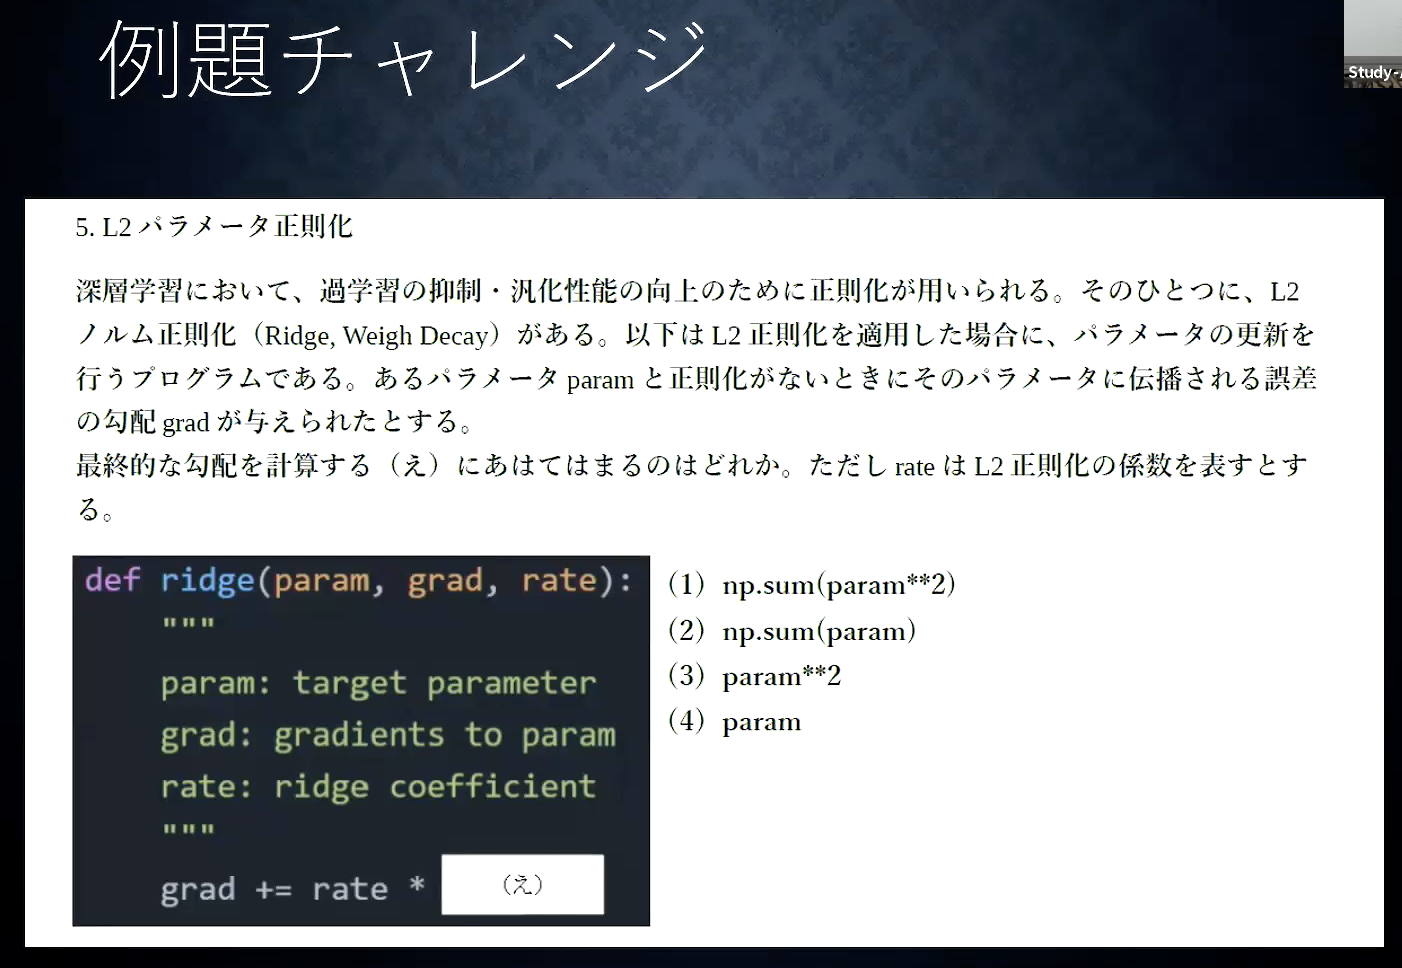 例題チャレンジ
Study-
5. L2 パラメータ正則化
深層学習において、過学習の抑制・汎化性能の向上のために正則化が用いられる。そのひとつに、L2
ノルム正則化（Ridge, Weigh Decay）がある。以下は L2 正則化を適用した場合に、パラメータの更新を
行うプログラムである。あるパラメータ param と正則化がないときにそのパラメータに伝播される誤差
の勾配 grad が与えられたとする。
最終的な勾配を計算する（え）にあはてはまるのはどれか。ただし rate は L2 正則化の係数を表すとす
る。
def ridge(param, grad, rate):
"""
param: target parameter
grad: gradients to param
rate: ridge coefficient
"""
grad += rate * （え）
（1）np.sum(param**2)
（2）np.sum(param)
（3）param**2
（4）param